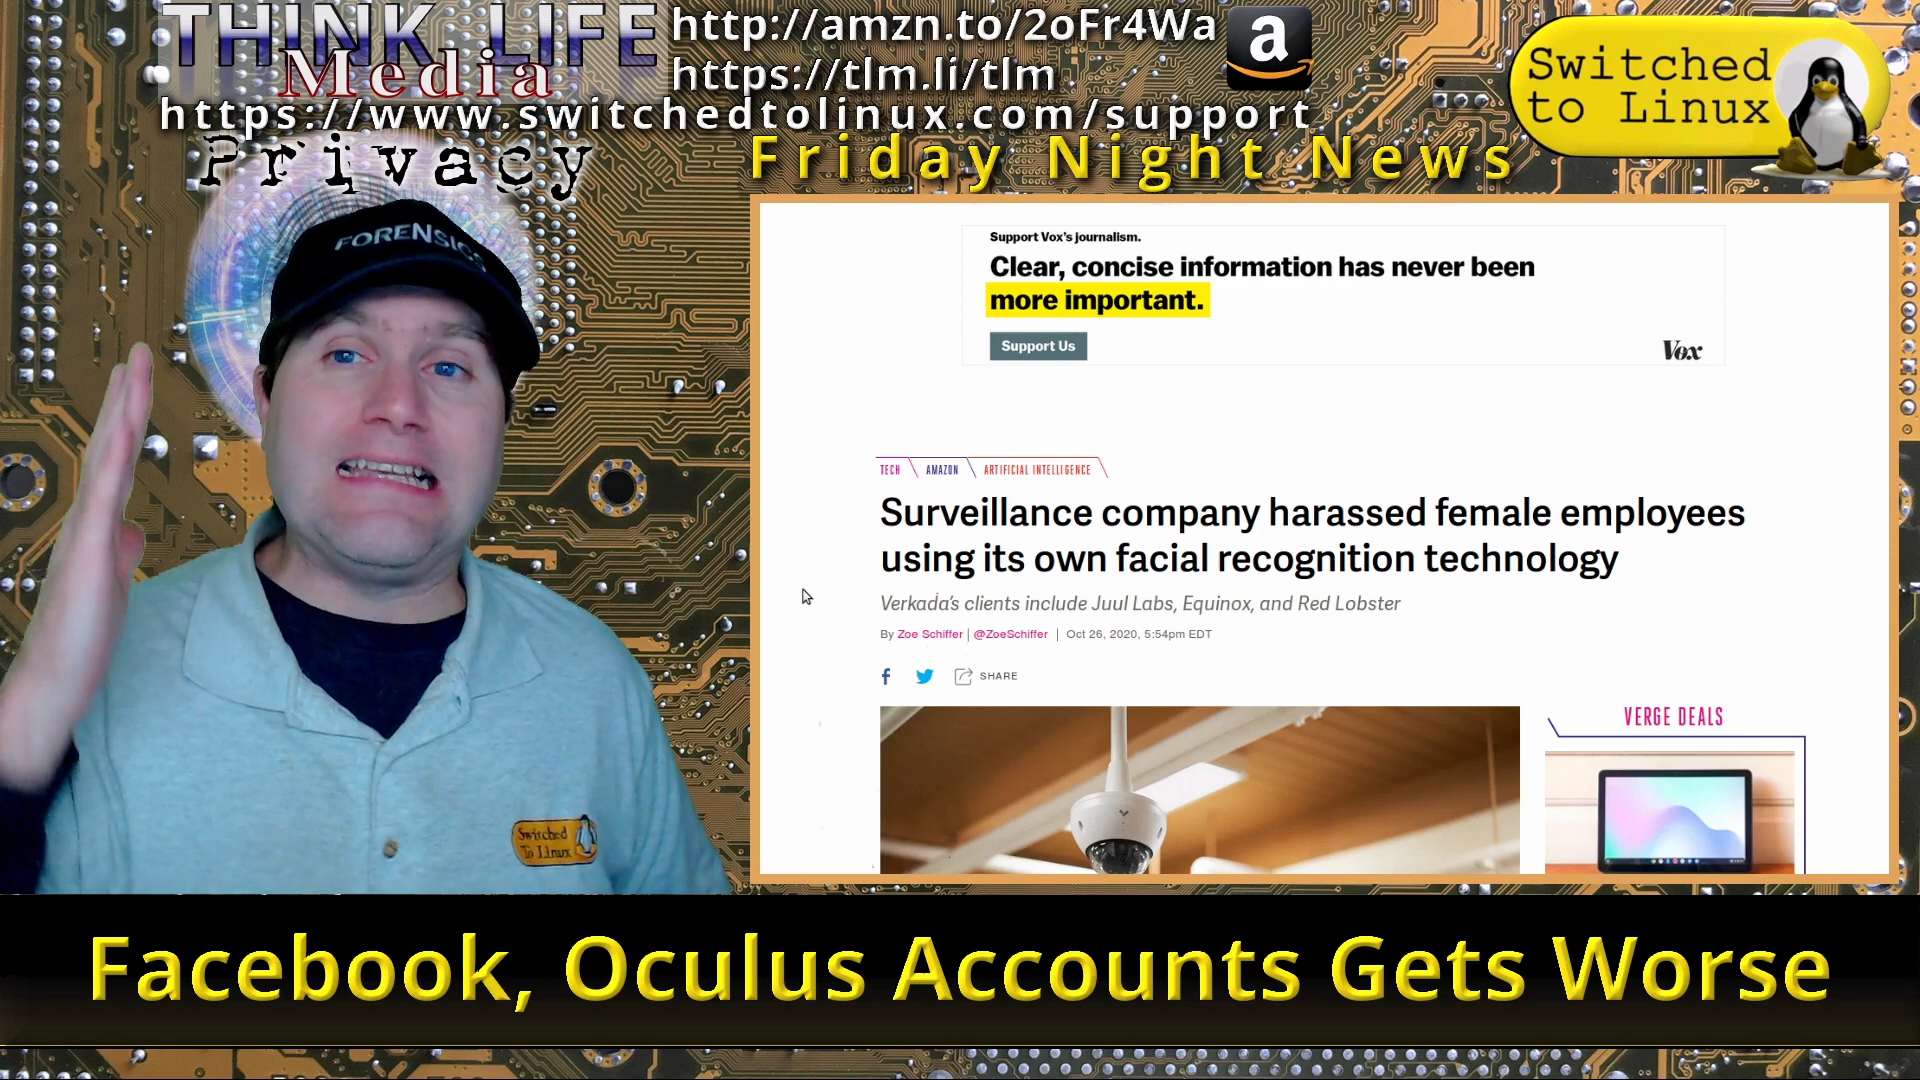 THINK LIFE
Media
http://amzn.to/2oFr4Wa
https://tlm.li/tlm
a
https://www.switchedtolinux.com/support
Switched
to Linux
Privacy
Friday Night News
FORENSICS
Support Vox's journalism.
Clear, concise information has never been
more important.
Support Us
Vox
TECH
AMAZON
ARTIFICIAL INTELLIGENCE
Surveillance company harassed female employees
using its own facial recognition technology
Verkada's clients include Juul Labs, Equinox, and Red Lobster
By Zoe Schiffer | @ZoeSchiffer | Oct 26, 2020, 5:54pm EDT
f
SHARE
VERGE DEALS
Switched
To Linux
Facebook, Oculus Accounts Gets Worse